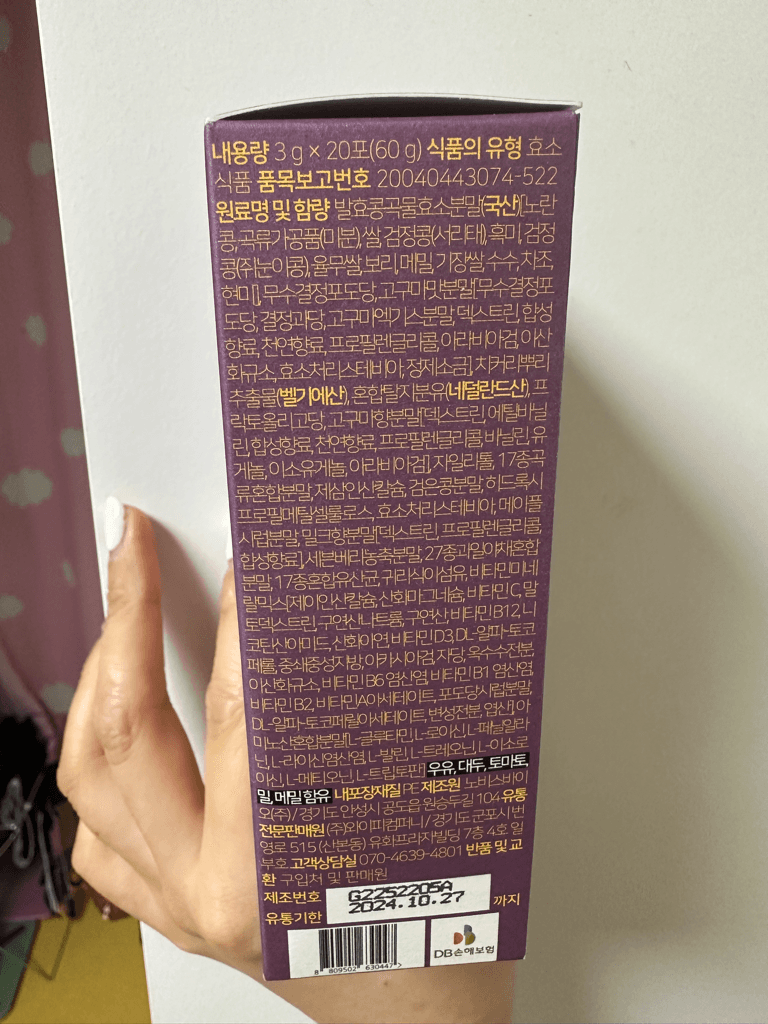 내용량 3 g × 20포(60 g) 식품의 유형 효소
식품 품목보고번호 20040443074-522
원료명 및 함량 발효콩곡물효소분말(국산)[노란
콩, 곡류가공품(미분), 쌀, 검정콩(서리태), 흑미, 검정
콩(쥐눈이콩), 율무쌀, 보리, 메밀, 기장쌀, 수수, 차조,
현미], 무수결정포도당, 고구마맛분말[무수결정포
도당, 결정과당, 고구마엑기스분말, 덱스트린, 합성
향료, 천연향료, 프로필렌글리콜, 아라비아검, 이산
화규소, 효소처리스테비아, 정제소금], 치커리뿌리
추출물(벨기에산), 혼합탈지분유(네덜란드산), 프
락토올리고당, 고구마향분말[덱스트린, 에틸바닐
린, 합성향료, 천연향료, 프로필렌글리콜, 바닐린, 유
게놀, 이소유게놀, 아라비아검], 자일리톨, 17종곡
류혼합분말, 제삼인산칼슘, 검은콩분말, 히드록시
프로필메틸셀룰로스, 효소처리스테비아, 메이플
시럽분말, 밀크향분말[덱스트린, 프로필렌글리콜,
합성향료], 세븐베리농축분말, 27종과일야채혼합
분말, 17종혼합유산균, 구리식이섬유, 비타민미네
랄믹스[제이인산칼슘, 산화마그네슘, 비타민C, 말
토덱스트린, 구연산나트륨, 구연산, 비타민B12, 니
코틴산아미드, 산화아연, 비타민D3, DL-알파-토코
페롤, 중쇄중성지방, 아카시아검, 자당, 옥수수전분,
이산화규소, 비타민 B6 염산염, 비타민 B1 염산염,
비타민 B2, 비타민A아세테이트, 포도당시럽분말,
DL-알파-토코페릴아세테이트, 변성전분, 엽산], 아
미노산혼합분말[L-글루타민, L-로이신, L-페닐알라
닌, L-라이신염산염, L-발린, L-트레오닌, L-이소로
이신, L-메티오닌, L-트립토판] 우유, 대두, 토마토,
밀, 메밀 함유 내포장재질 PE 제조원 노비스바이
오(주) / 경기도 안성시 공도읍 원승두길 104 유통
전문판매원 (주)와이피컴퍼니 / 경기도 군포시 번
영로 515 (산본동) 유화프라자빌딩 7층 4호 일
부호 고객상담실 070-4639-4801 반품 및 교
환 구입처 및 판매원
제조번호 G2252205A
유통기한 2024.10.27 까지
8 809502 630447>
DB손해보험